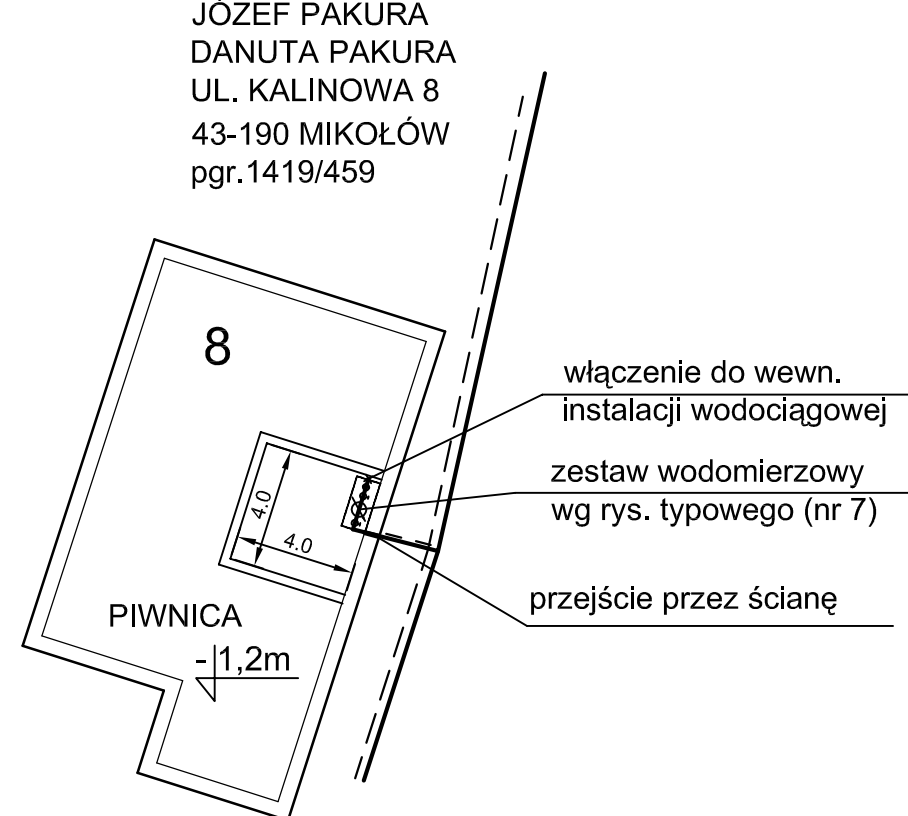 JÓZEF PAKURA
DANUTA PAKURA
UL. KALINOWA 8
43-190 MIKOŁÓW
pgr.1419/459
8
włączenie do wewn.
instalacji wodociągowej
zestaw wodomierzowy
wg rys. typowego (nr 7)
4.0
4.0
przejście przez ścianę
PIWNICA
-1,2m